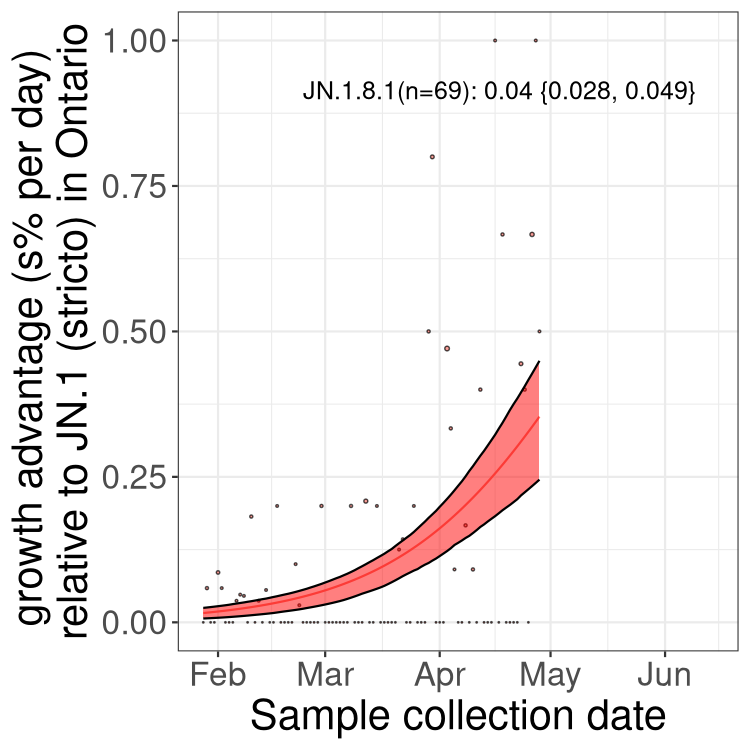 growth advantage (s% per day)
relative to JN.1 (stricto) in Ontario
1.00
0.75
0.50
0.25
0.00
JN.1.8.1(n=69): 0.04 {0.028, 0.049}
Feb Mar Apr May Jun
Sample collection date